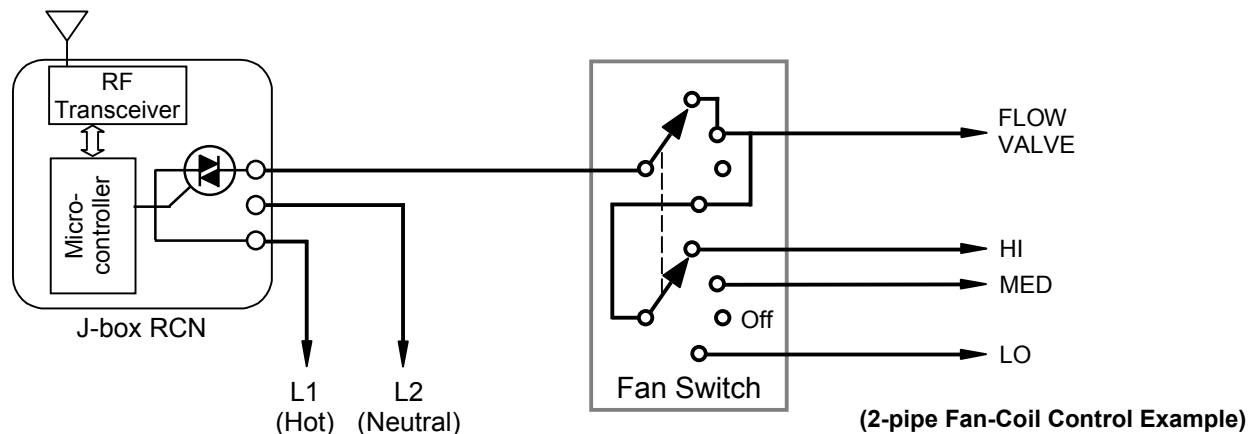 RF
Transceiver
Micro-
controller
J-box RCN
L1
(Hot)
L2
(Neutral)
Fan Switch
FLOW
VALVE
HI
MED
Off
LO
(2-pipe Fan-Coil Control Example)